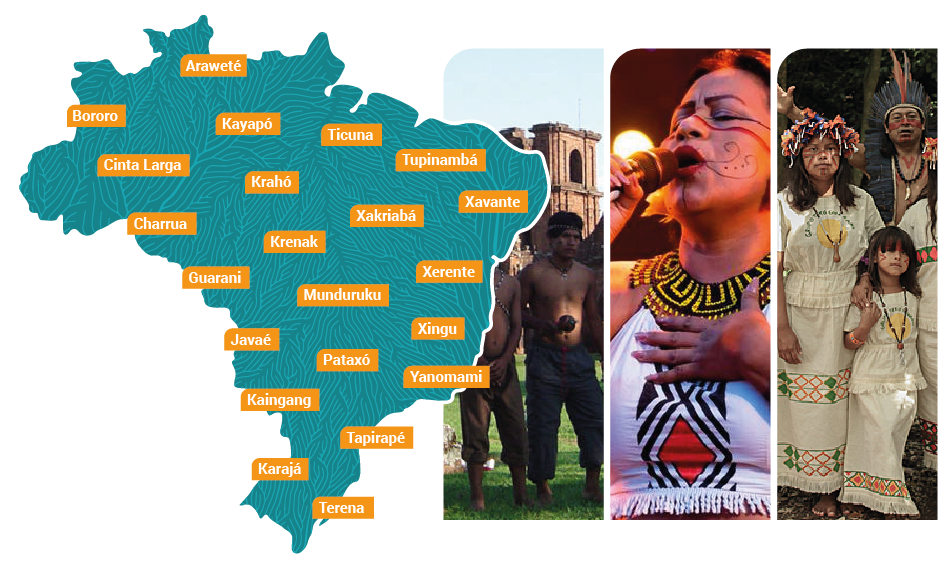 Araweté
Bororo
Kayapó
Ticuna
Cinta Larga
Tupinambá
Krahó
Xavante
Xakriabá
Charrua
Krenak
Xerente
Guarani
Munduruku
Xingu
Javaé
Pataxó
Yanomami
Kaingang
Tapirapé
Karajá
Terena